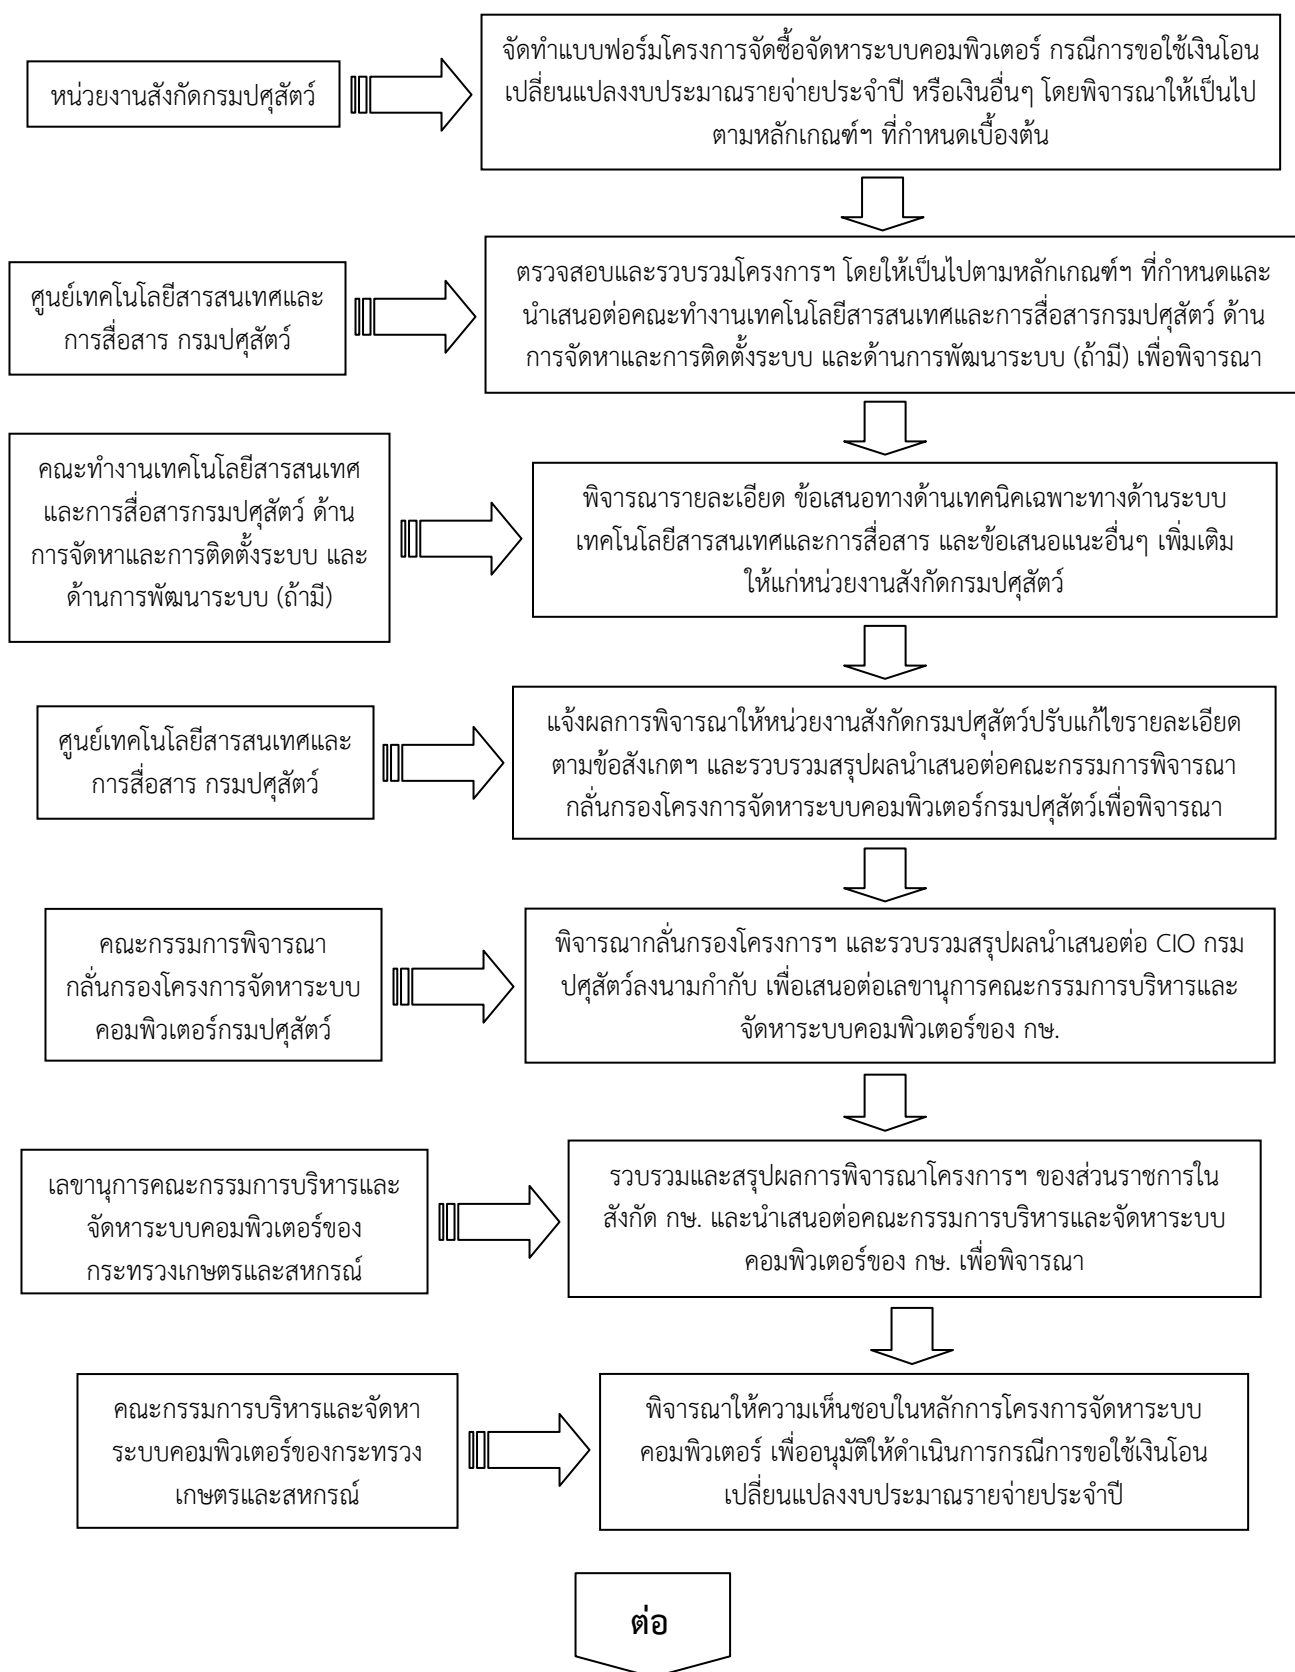 หน่วยงานสังกัดกรมปศุสัตว์
จัดทำแบบฟอร์มโครงการจัดซื้อจัดหาระบบคอมพิวเตอร์ กรณีการขอใช้เงินโอน
เปลี่ยนแปลงงบประมาณรายจ่ายประจำปี หรือเงินอื่นๆ โดยพิจารณาให้เป็นไป
ตามหลักเกณฑ์ฯ ที่กำหนดเบื้องต้น
ศูนย์เทคโนโลยีสารสนเทศและ
การสื่อสาร กรมปศุสัตว์
ตรวจสอบและรวบรวมโครงการฯ โดยให้เป็นไปตามหลักเกณฑ์ฯ ที่กำหนดและ
นำเสนอต่อคณะทำงานเทคโนโลยีสารสนเทศและการสื่อสารกรมปศุสัตว์ ด้าน
การจัดหาและการติดตั้งระบบ และด้านการพัฒนาระบบ (ถ้ามี) เพื่อพิจารณา
คณะทำงานเทคโนโลยีสารสนเทศ
และการสื่อสารกรมปศุสัตว์ ด้าน
การจัดหาและการติดตั้งระบบ และ
ด้านการพัฒนาระบบ (ถ้ามี)
พิจารณารายละเอียด ข้อเสนอทางด้านเทคนิคเฉพาะทางด้านระบบ
เทคโนโลยีสารสนเทศและการสื่อสาร และข้อเสนอแนะอื่นๆ เพิ่มเติม
ให้แก่หน่วยงานสังกัดกรมปศุสัตว์
ศูนย์เทคโนโลยีสารสนเทศและ
การสื่อสาร กรมปศุสัตว์
แจ้งผลการพิจารณาให้หน่วยงานสังกัดกรมปศุสัตว์ปรับแก้ไขรายละเอียด
ตามข้อสังเกตฯ และรวบรวมสรุปผลนำเสนอต่อคณะกรรมการพิจารณา
กลั่นกรองโครงการจัดหาระบบคอมพิวเตอร์กรมปศุสัตว์เพื่อพิจารณา
คณะกรรมการพิจารณา
กลั่นกรองโครงการจัดหาระบบ
คอมพิวเตอร์กรมปศุสัตว์
พิจารณากลั่นกรองโครงการฯ และรวบรวมสรุปผลนำเสนอต่อ CIO กรม
ปศุสัตว์ลงนามกำกับ เพื่อเสนอต่อเลขานุการคณะกรรมการบริหารและ
จัดหาระบบคอมพิวเตอร์ของ กษ.
เลขานุการคณะกรรมการบริหารและ
จัดหาระบบคอมพิวเตอร์ของ
กระทรวงเกษตรและสหกรณ์
รวบรวมและสรุปผลการพิจารณาโครงการฯ ของส่วนราชการใน
สังกัด กษ. และนำเสนอต่อคณะกรรมการบริหารและจัดหาระบบ
คอมพิวเตอร์ของ กษ. เพื่อพิจารณา
คณะกรรมการบริหารและจัดหา
ระบบคอมพิวเตอร์ของกระทรวง
เกษตรและสหกรณ์
พิจารณาให้ความเห็นชอบในหลักการโครงการจัดหาระบบ
คอมพิวเตอร์ เพื่ออนุมัติให้ดำเนินการกรณีการขอใช้เงินโอน
เปลี่ยนแปลงงบประมาณรายจ่ายประจำปี
ต่อ